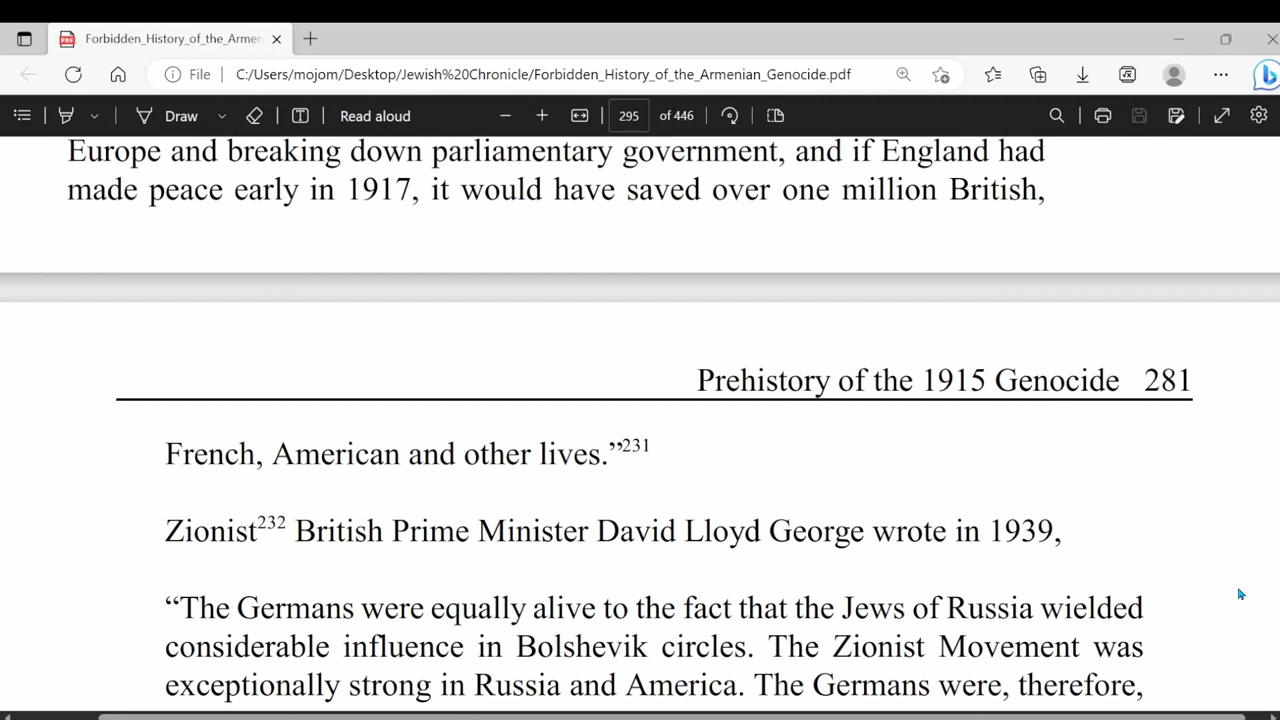 Forbidden_History_of_the_Armen
File
C:/Users/mojom/Desktop/Jewish%20Chronicle/Forbidden_History_of_the_Armenian_Genocide.pdf
Draw
Read aloud
295 of 446
Europe and breaking down parliamentary government, and if England had
made peace early in 1917, it would have saved over one million British,
Prehistory of the 1915 Genocide 281
French, American and other lives.”231
Zionist232 British Prime Minister David Lloyd George wrote in 1939,
“The Germans were equally alive to the fact that the Jews of Russia wielded
considerable influence in Bolshevik circles. The Zionist Movement was
exceptionally strong in Russia and America. The Germans were, therefore,